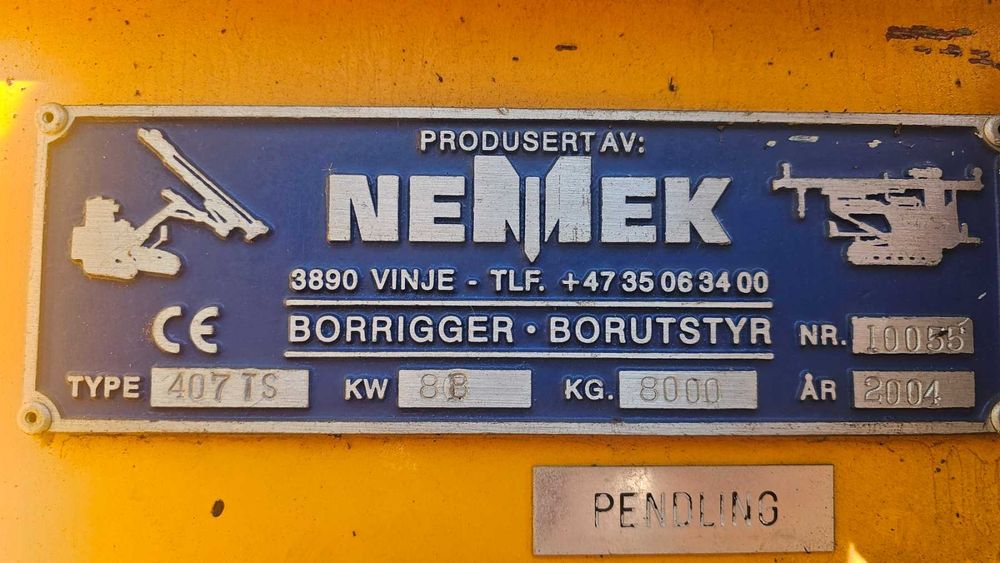 PRODUSERT AV:
NEMEK
3890 VINJE - TLF. +47 35 06 34 00
BORRIGGER · BORUTSTYR
NR. 10055
CE
TYPE 407TS KW KG. 8000 ÅR 2004
PENDLING